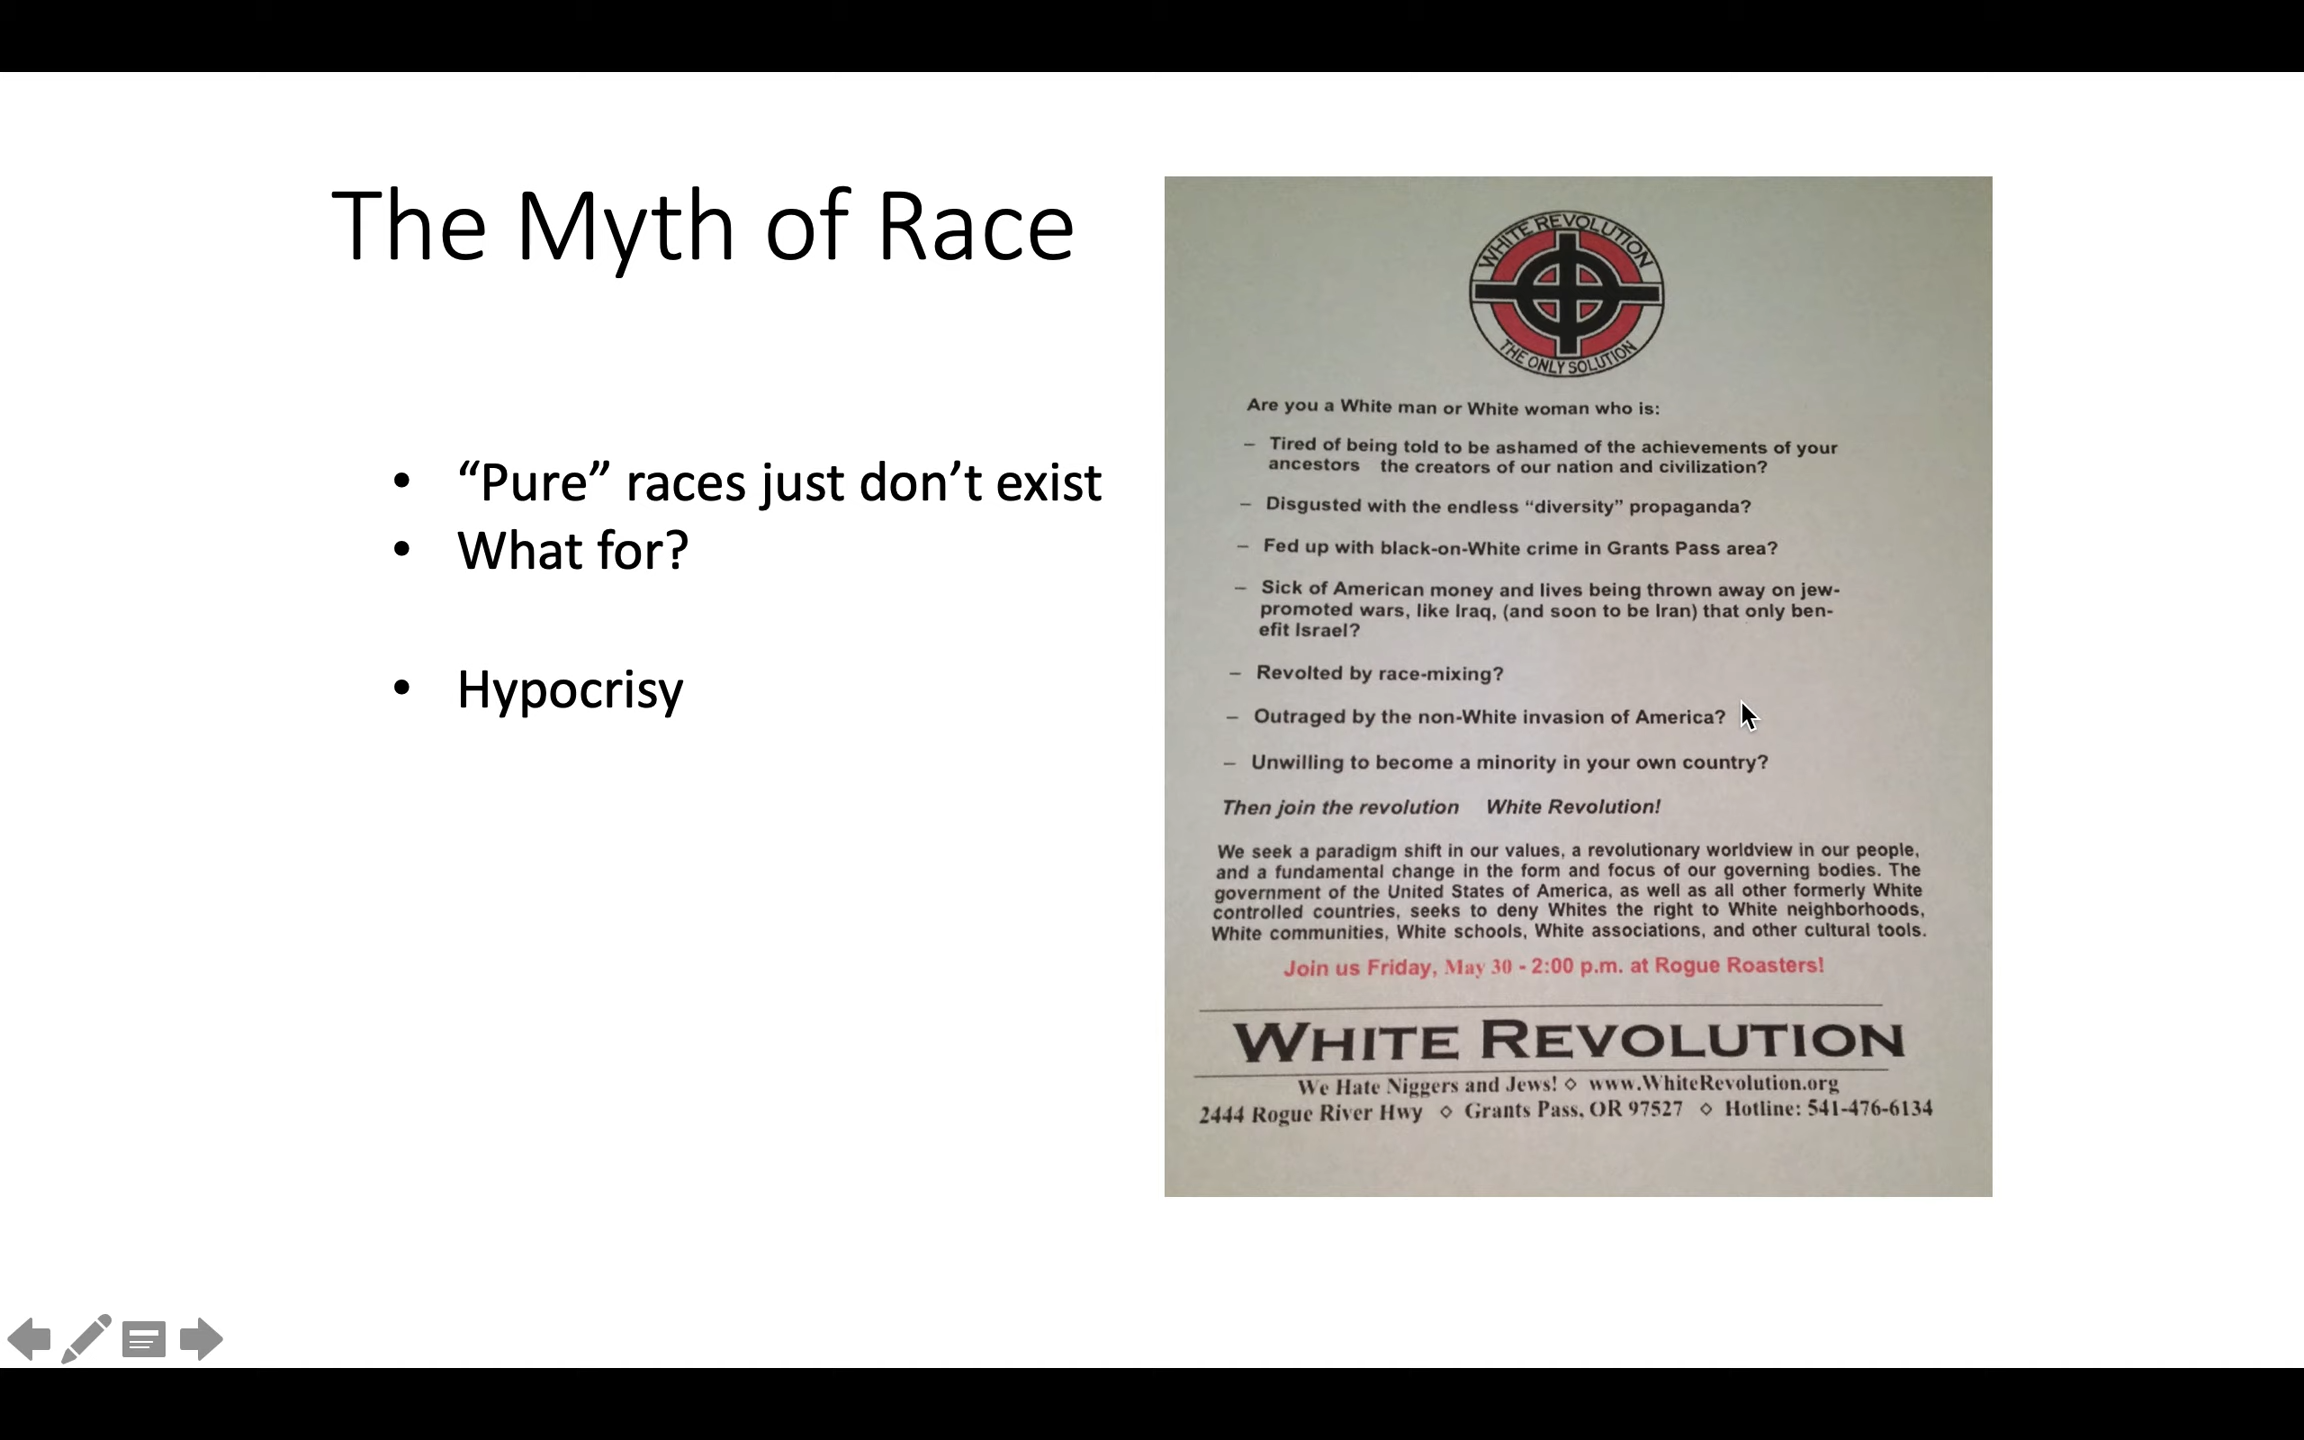 The Myth of Race
• “Pure” races just don’t exist
• What for?
• Hypocrisy
WHITE REVOLUTION
THE ONLY SOLUTION
Are you a White man or White woman who is:
– Tired of being told to be ashamed of the achievements of your
ancestors the creators of our nation and civilization?
– Disgusted with the endless “diversity” propaganda?
– Fed up with black-on-White crime in Grants Pass area?
– Sick of American money and lives being thrown away on jew-
promoted wars, like Iraq, (and soon to be Iran) that only ben-
efit Israel?
– Revolted by race-mixing?
– Outraged by the non-White invasion of America?
– Unwilling to become a minority in your own country?
Then join the revolution White Revolution!
We seek a paradigm shift in our values, a revolutionary worldview in our people,
and a fundamental change in the form and focus of our governing bodies. The
government of the United States of America, as well as all other formerly White
controlled countries, seeks to deny Whites the right to White neighborhoods,
White communities, White schools, White associations, and other cultural tools.
Join us Friday, May 30 - 2:00 p.m. at Rogue Roasters!
WHITE REVOLUTION
We Hate Niggers and Jews! ◇ www.WhiteRevolution.org
2444 Rogue River Hwy ◇ Grants Pass, OR 97527 ◇ Hotline: 541-476-6134